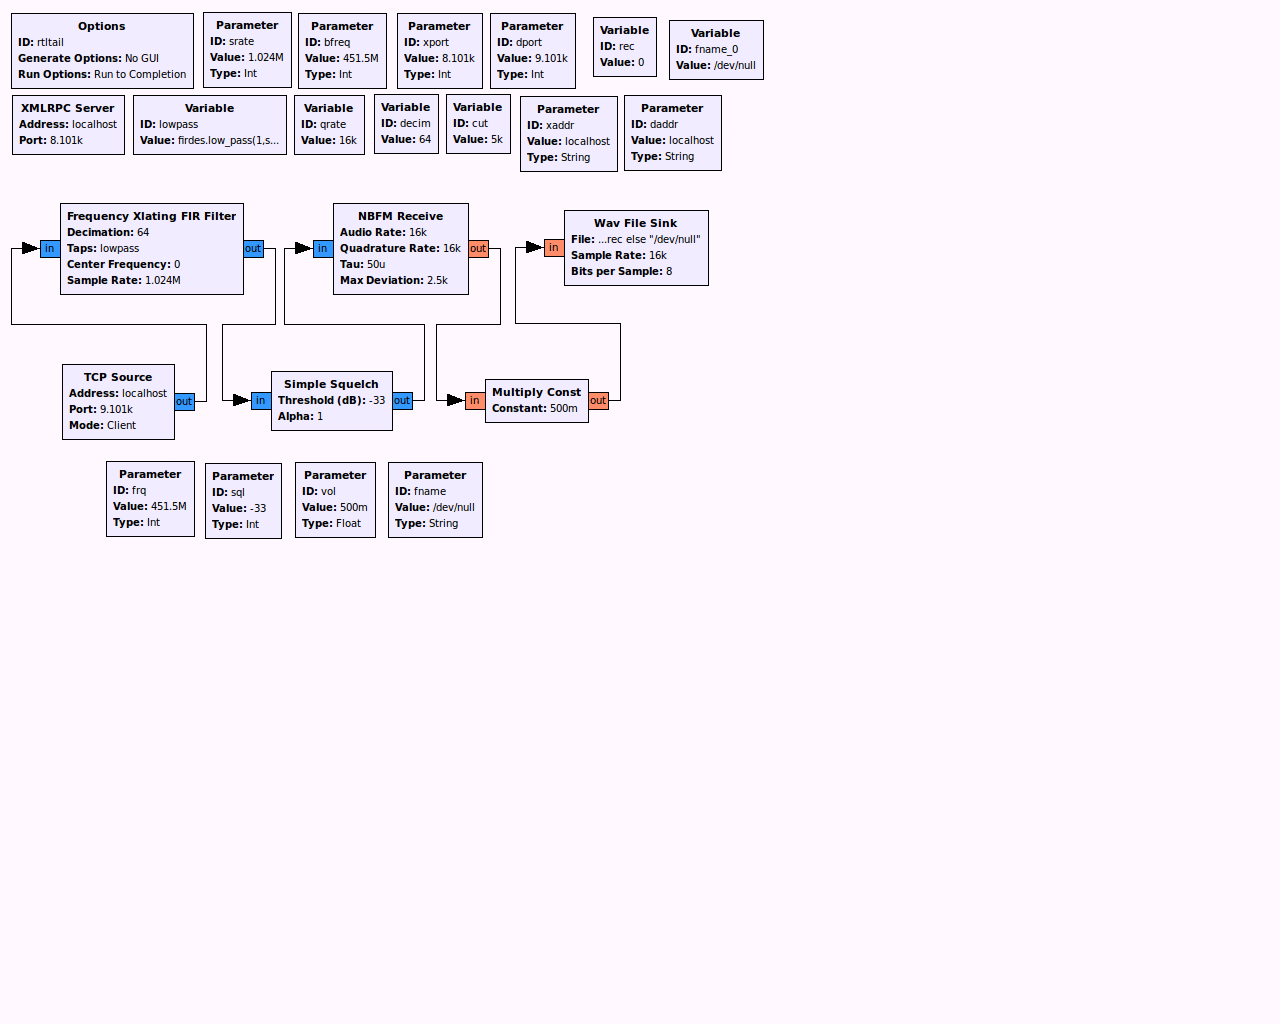 Options
ID: rtltail
Generate Options: No GUI
Run Options: Run to Completion
Parameter
ID: srate
Value: 1.024M
Type: Int
Parameter
ID: bfreq
Value: 451.5M
Type: Int
Parameter
ID: xport
Value: 8.101k
Type: Int
Parameter
ID: dport
Value: 9.101k
Type: Int
Variable
ID: rec
Value: 0
Variable
ID: fname_0
Value: /dev/null
XMLRPC Server
Address: localhost
Port: 8.101k
Variable
ID: lowpass
Value: firdes.low_pass(1,s...
Variable
ID: qrate
Value: 16k
Variable
ID: decim
Value: 64
Variable
ID: cut
Value: 5k
Parameter
ID: xaddr
Value: localhost
Type: String
Parameter
ID: daddr
Value: localhost
Type: String
in
Frequency Xlating FIR Filter
Decimation: 64
Taps: lowpass
Center Frequency: 0
Sample Rate: 1.024M
out
in
NBFM Receive
Audio Rate: 16k
Quadrature Rate: 16k
Tau: 50u
Max Deviation: 2.5k
out
in
Wav File Sink
File: ...rec else "/dev/null"
Sample Rate: 16k
Bits per Sample: 8
TCP Source
Address: localhost
Port: 9.101k
Mode: Client
out
in
Simple Squelch
Threshold (dB): -33
Alpha: 1
out
in
Multiply Const
Constant: 500m
out
Parameter
ID: frq
Value: 451.5M
Type: Int
Parameter
ID: sql
Value: -33
Type: Int
Parameter
ID: vol
Value: 500m
Type: Float
Parameter
ID: fname
Value: /dev/null
Type: String